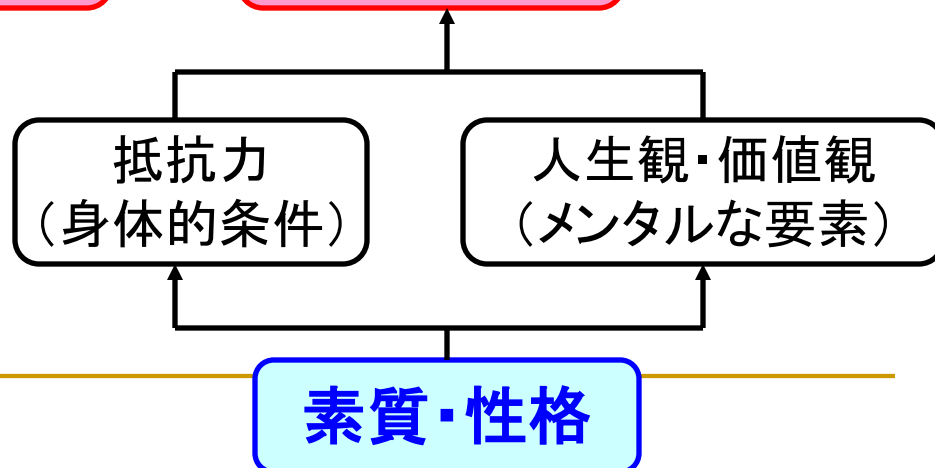 抵抗力
（身体的条件）
人生観・価値観
（メンタルな要素）
素質・性格